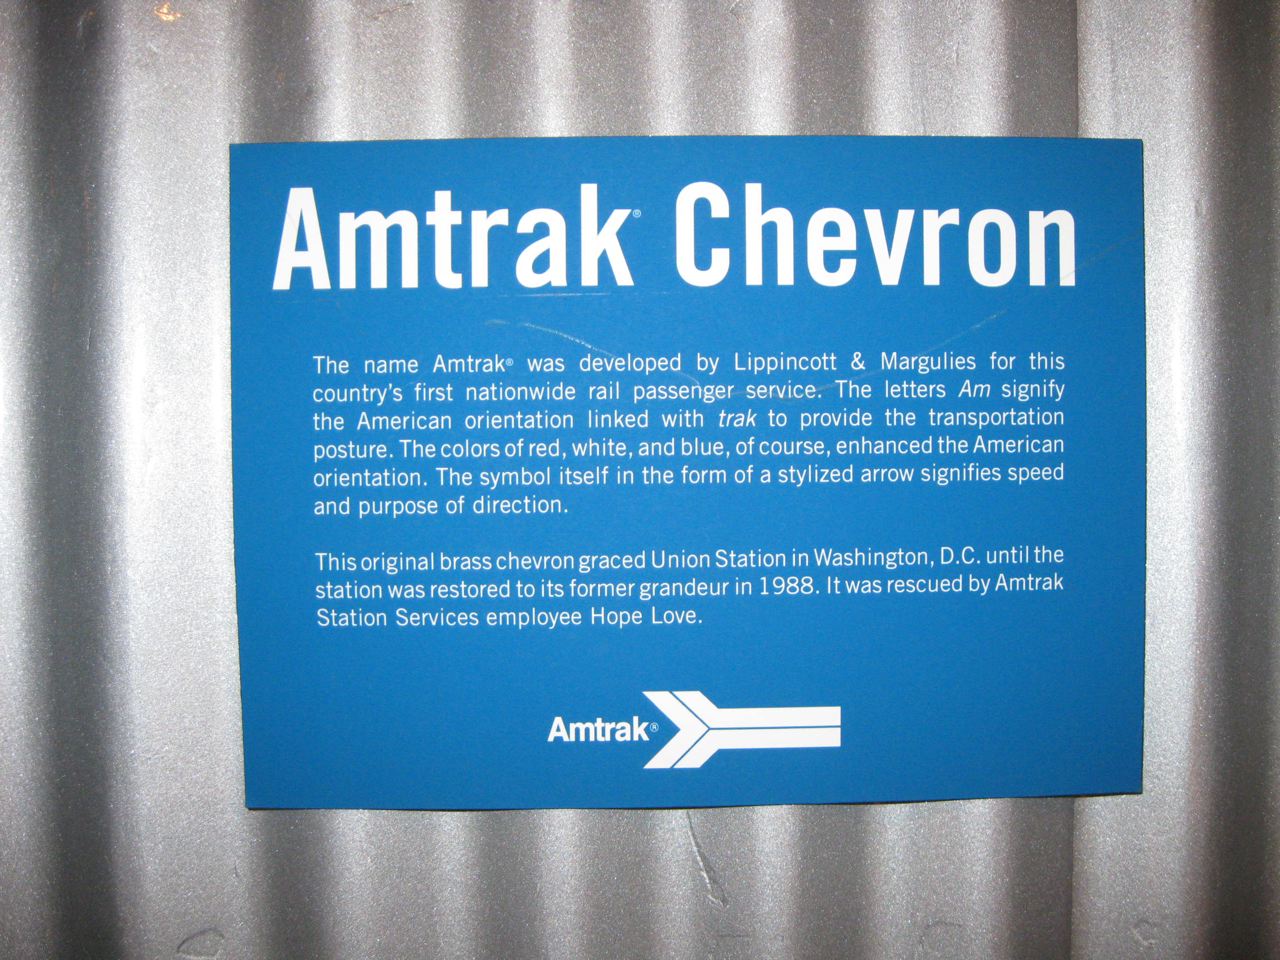 Amtrak® Chevron
The name Amtrak® was developed by Lippincott & Margulies for this
country's first nationwide rail passenger service. The letters Am signify
the American orientation linked with trak to provide the transportation
posture. The colors of red, white, and blue, of course, enhanced the American
orientation. The symbol itself in the form of a stylized arrow signifies speed
and purpose of direction.
This original brass chevron graced Union Station in Washington, D.C. until the
station was restored to its former grandeur in 1988. It was rescued by Amtrak
Station Services employee Hope Love.
Amtrak®